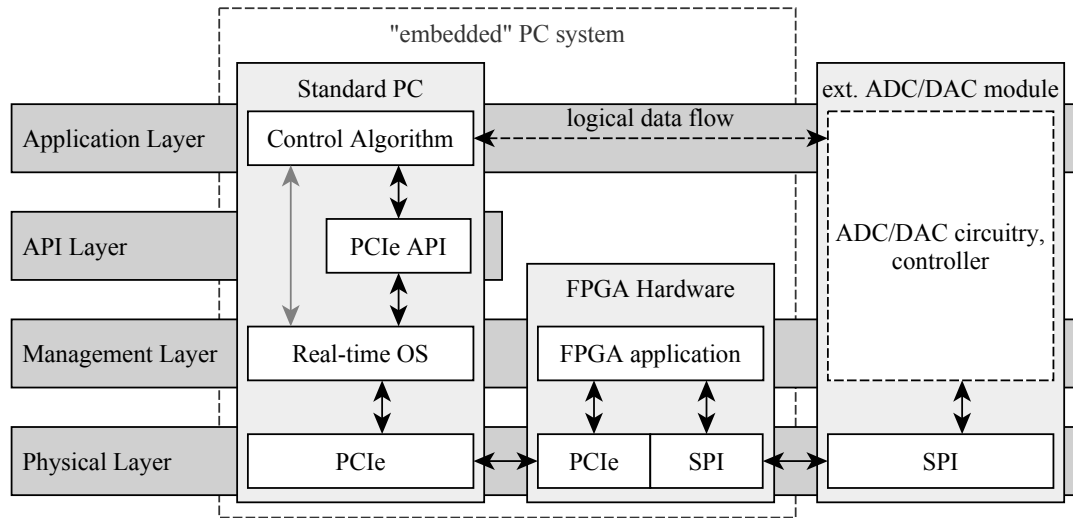 "embedded" PC system
Standard PC
ext. ADC/DAC module
Application Layer
Control Algorithm
logical data flow
API Layer
PCIe API
ADC/DAC circuitry,
controller
FPGA Hardware
Management Layer
Real-time OS
FPGA application
Physical Layer
PCIe
PCIe
SPI
SPI